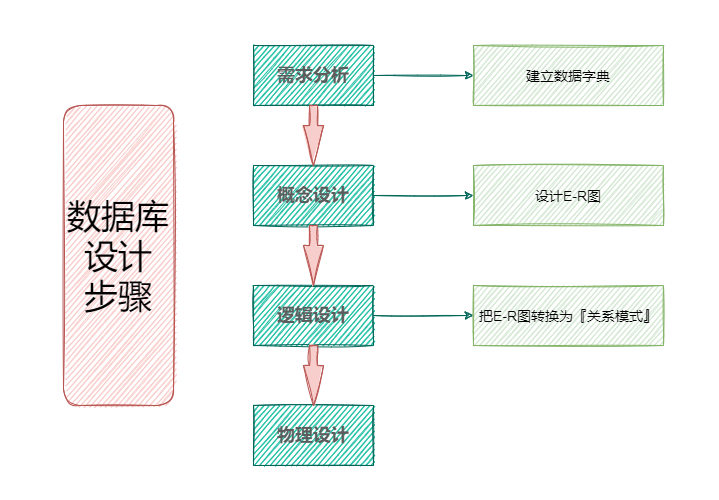 数据库
设计
步骤
需求分析
建立数据字典
概念设计
设计E-R图
逻辑设计
把E-R图转换为『关系模式』
物理设计